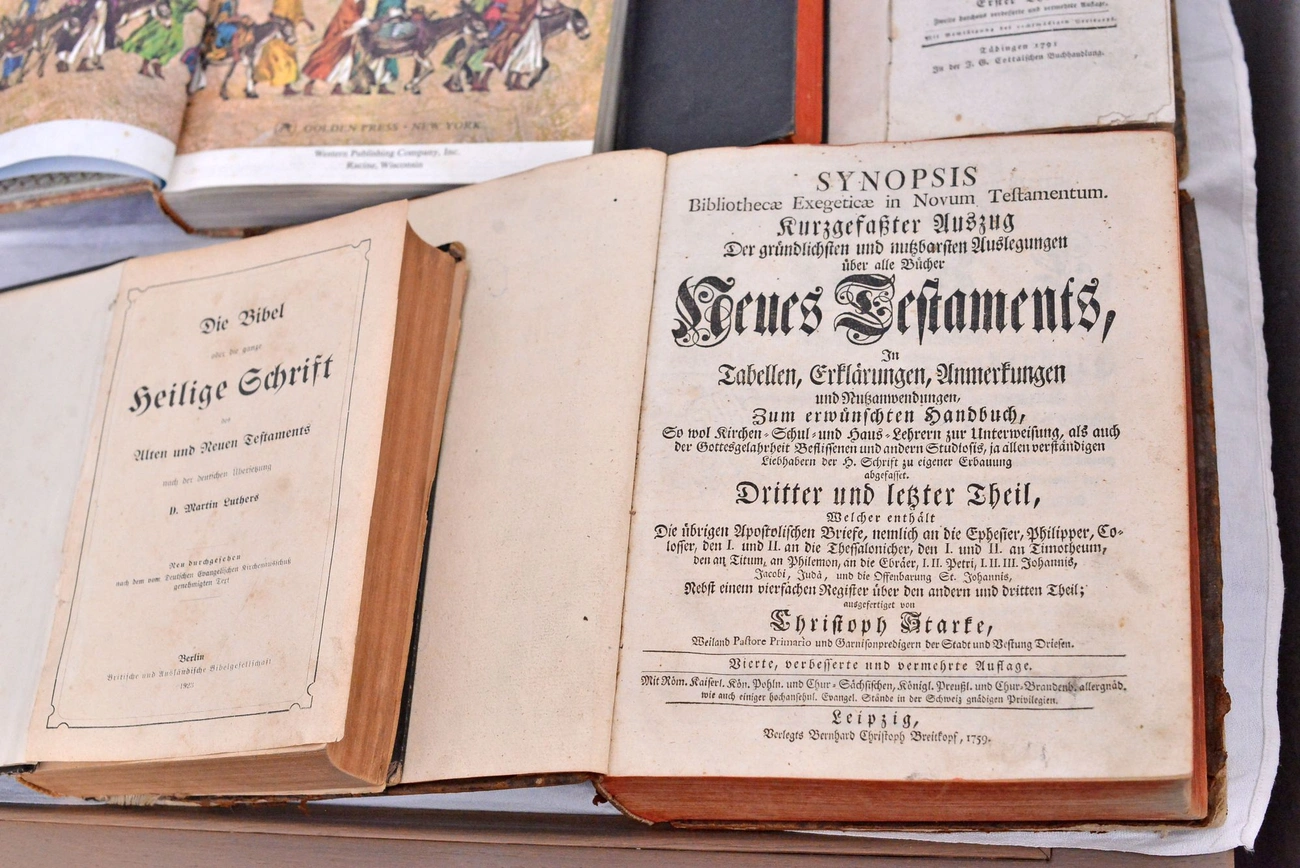 GOLDEN PRESS • NEW YORK
Western Publishing Company, Inc.
Racine, Wisconsin
Zweite durchaus verbesserte und vermehrte Auflage.
Tübingen 1791
In der J. G. Cottaischen Buchhandlung.
Die Bibel
oder die ganze
Heilige Schrift
des
Alten und Neuen Testaments
nach der deutschen Übersetzung
D. Martin Luthers
Neu durchgesehen
nach dem vom Deutschen Evangelischen Kirchenausschuß
genehmigten Text
Berlin
Britische und Ausländische Bibelgesellschaft
SYNOPSIS
Bibliothecæ Exegeticæ in Novum Testamentum.
Kurzgefaßter Auszug
Der gründlichsten und nutzbarsten Auslegungen
über alle Bücher
Neues Testaments,
In
Tabellen, Erklärungen, Anmerkungen
und Nutzanwendungen,
Zum erwünschten Handbuch,
So wol Kirchen-Schul-und Haus-Lehrern zur Unterweisung, als auch
der Gottesgelahrheit Beflissenen und andern Studiosis, ja allen verständigen
Liebhabern der H. Schrift zu eigener Erbauung
abgefasset.
Dritter und letzter Theil,
Welcher enthält
Die übrigen Apostolischen Briefe, nemlich an die Ephesier, Philipper, Co-
losser, den I. und II. an die Thessalonicher, den I. und II. an Timotheum,
den an Titum, an Philemon, an die Ebräer, I. II. Petri, I. II. III. Johannis,
Jacobi, Judä, und die Offenbarung St. Johannis,
Nebst einem vierfachen Register über den andern und dritten Theil;
ausgefertiget von
Christoph Starke,
Weiland Pastore Primario und Garnisonpredigern der Stadt und Vestung Driesen.
Vierte, verbesserte und vermehrte Auflage.
Mit Röm. Kaiserl. Kön. Pohln. und Chur-Sächsischen, Königl. Preußl. und Chur-Brandenb. allergnäd.
wie auch einiger hochansehnl. Evangel. Stände in der Schweiz gnädigen Privilegien.
Leipzig,
Verlegts Bernhard Christoph Breitkopf, 1759.